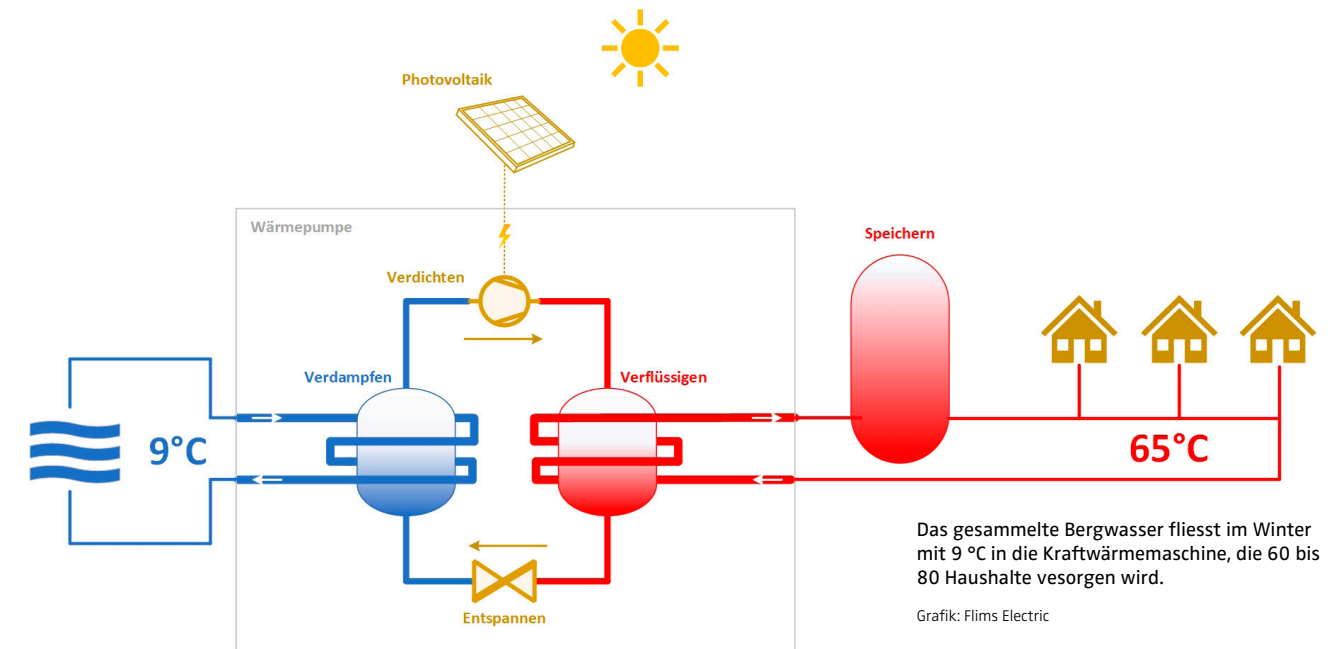 Photovoltaik
Wärmepumpe
Speichern
Verdichten
Verdampfen
Verflüssigen
9°C
65°C
Entspannen
Das gesammelte Bergwasser fliesst im Winter
mit 9 °C in die Kraftwärmemaschine, die 60 bis
80 Haushalte vesorgen wird.
Grafik: Flims Electric